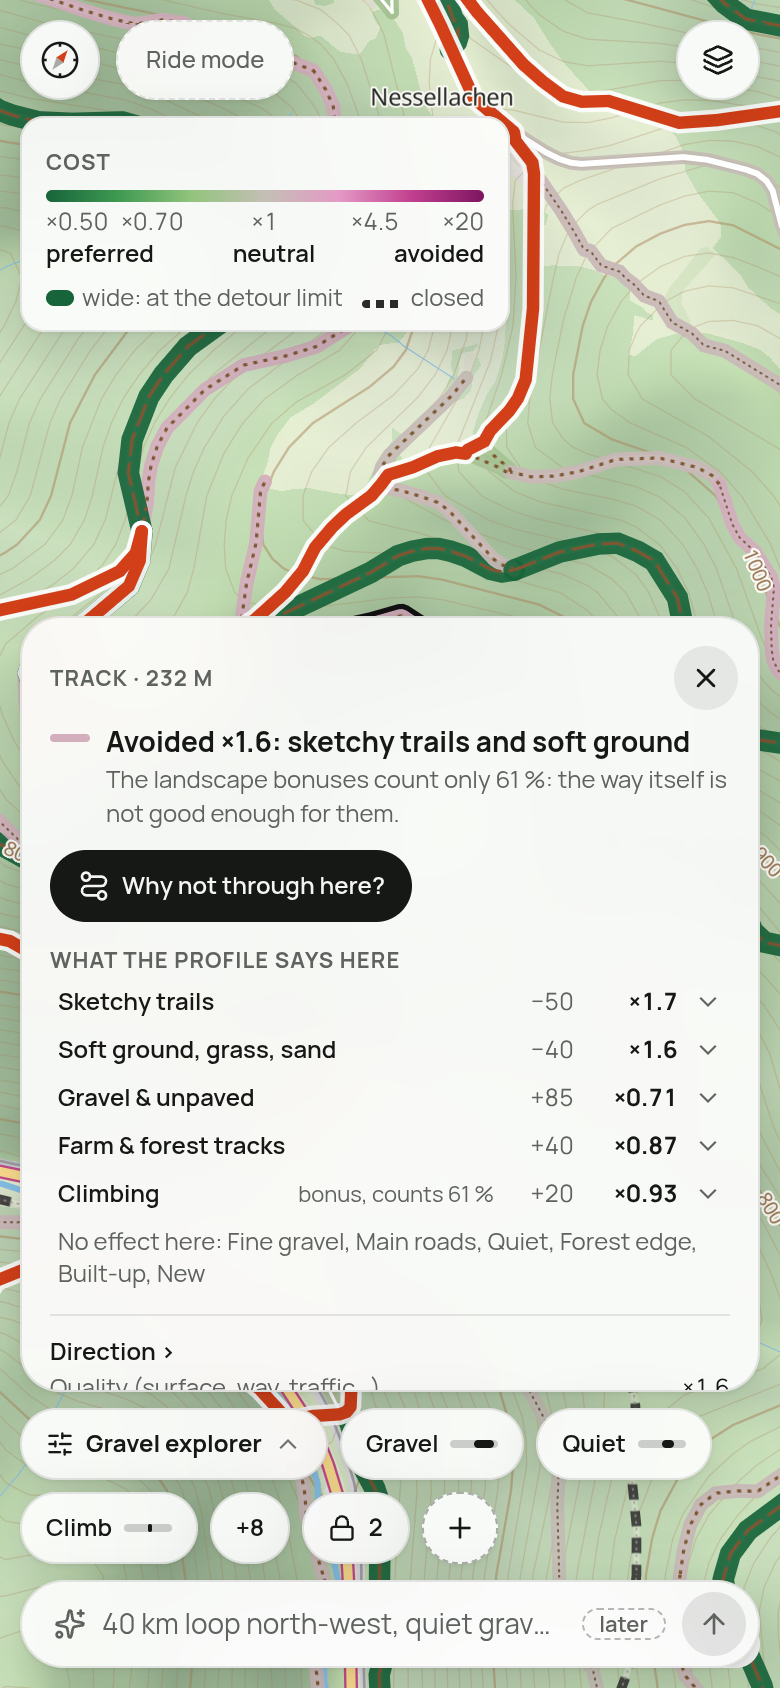 Ride mode
Nessellachen
COST
×0.50 ×0.70 ×1 ×4.5 ×20
preferred neutral avoided
wide: at the detour limit closed
1000
TRACK · 232 M
Avoided ×1.6: sketchy trails and soft ground
The landscape bonuses count only 61 %: the way itself is
not good enough for them.
Why not through here?
WHAT THE PROFILE SAYS HERE
Sketchy trails −50 ×1.7
Soft ground, grass, sand −40 ×1.6
Gravel & unpaved +85 ×0.71
Farm & forest tracks +40 ×0.87
Climbing bonus, counts 61 % +20 ×0.93
No effect here: Fine gravel, Main roads, Quiet, Forest edge,
Built-up, New
Direction ›
Quality (surface, way, traffic…) ×1.6
Gravel explorer Gravel Quiet
Climb +8 2
40 km loop north-west, quiet grav… later